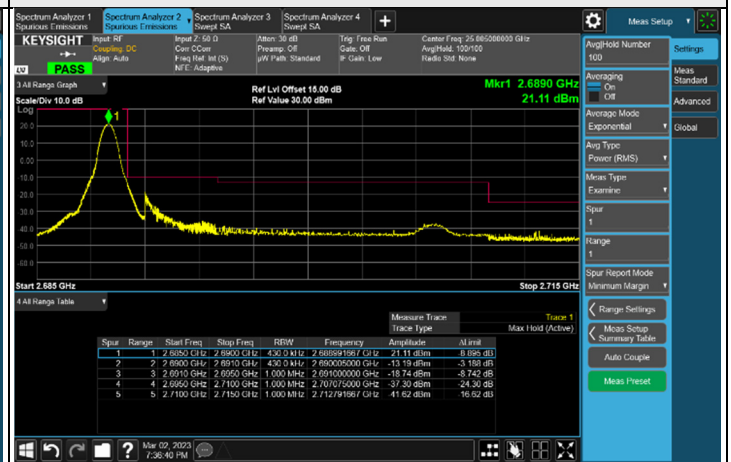 Spectrum Analyzer 1
Spurious Emissions
Spectrum Analyzer 2
Spurious Emissions
Spectrum Analyzer 3
Swept SA
Spectrum Analyzer 4
Swept SA
+
Meas Setup
KEYSIGHT
Input: RF
Coupling: DC
Align: Auto
Input Z: 50 Ω
Corr CCorr
Freq Ref: Int (S)
NFE: Adaptive
Atten: 30 dB
Preamp: Off
µW Path: Standard
Trig: Free Run
Gate: Off
IF Gain: Low
Center Freq: 25.005000000 GHz
Avg|Hold: 100/100
Radio Std: None
PASS
3 All Range Graph
Scale/Div 10.0 dB
Ref Lvl Offset 16.00 dB
Ref Value 30.00 dBm
Mkr1 2.6890 GHz
21.11 dBm
Log
1
20.0
10.0
0.00
-10.0
-20.0
-30.0
-40.0
-50.0
-60.0
Start 2.685 GHz
Stop 2.715 GHz
4 All Range Table
Measure Trace Trace 1
Trace Type Max Hold (Active)
Spur Range Start Freq Stop Freq RBW Frequency Amplitude ΔLimit
1 1 2.6850 GHz 2.6900 GHz 430.0 kHz 2.688991667 GHz 21.11 dBm -8.895 dB
2 2 2.6900 GHz 2.6910 GHz 430.0 kHz 2.690005000 GHz -13.19 dBm -3.188 dB
3 3 2.6910 GHz 2.6950 GHz 1.000 MHz 2.691000000 GHz -18.74 dBm -8.742 dB
4 4 2.6950 GHz 2.7100 GHz 1.000 MHz 2.707075000 GHz -37.30 dBm -24.30 dB
5 5 2.7100 GHz 2.7150 GHz 1.000 MHz 2.712791667 GHz -41.62 dBm -16.62 dB
Avg|Hold Number
100
Averaging
On
Off
Average Mode
Exponential
Avg Type
Power (RMS)
Meas Type
Examine
Spur
1
Range
1
Spur Report Mode
Minimum Margin
Range Settings
Meas Setup
Summary Table
Auto Couple
Meas Preset
Settings
Meas
Standard
Advanced
Global
?
Mar 02, 2023
7:36:40 PM